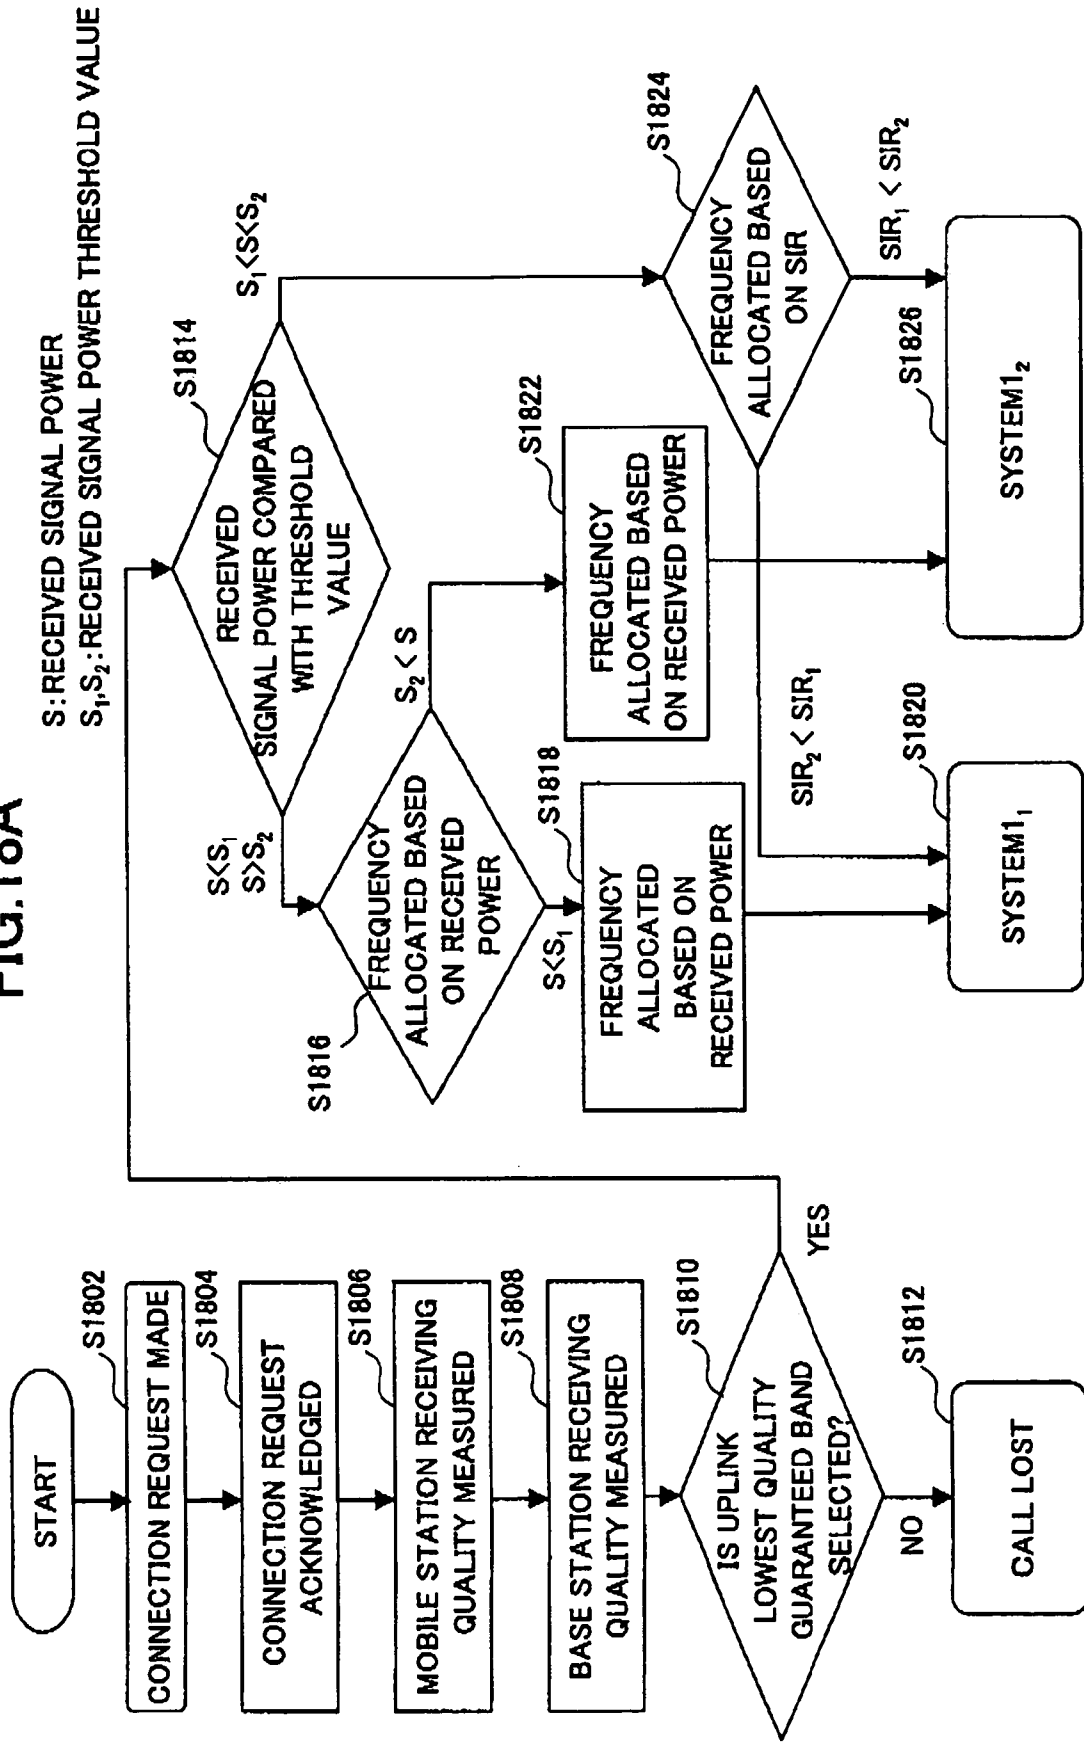 FIG.18A
S:RECEIVED SIGNAL POWER
S₁,S₂:RECEIVED SIGNAL POWER THRESHOLD VALUE
START
S1802
CONNECTION REQUEST MADE
S1804
CONNECTION REQUEST
ACKNOWLEDGED
S1806
MOBILE STATION RECEIVING
QUALITY MEASURED
S1808
BASE STATION RECEIVING
QUALITY MEASURED
S1810
IS UPLINK
LOWEST QUALITY
GUARANTEED BAND
SELECTED?
YES
NO
S1812
CALL LOST
S1814
RECEIVED
SIGNAL POWER COMPARED
WITH THRESHOLD
VALUE
S<S₁
S>S₂
S₁<S<S₂
S1816
FREQUENCY
ALLOCATED BASED
ON RECEIVED
POWER
S₂<S
S<S₁
S1818
FREQUENCY
ALLOCATED
BASED ON
RECEIVED POWER
S1822
FREQUENCY
ALLOCATED BASED
ON RECEIVED POWER
S1824
FREQUENCY
ALLOCATED BASED
ON SIR
SIR₂<SIR₁
SIR₁<SIR₂
S1820
SYSTEM1₁
S1826
SYSTEM1₂